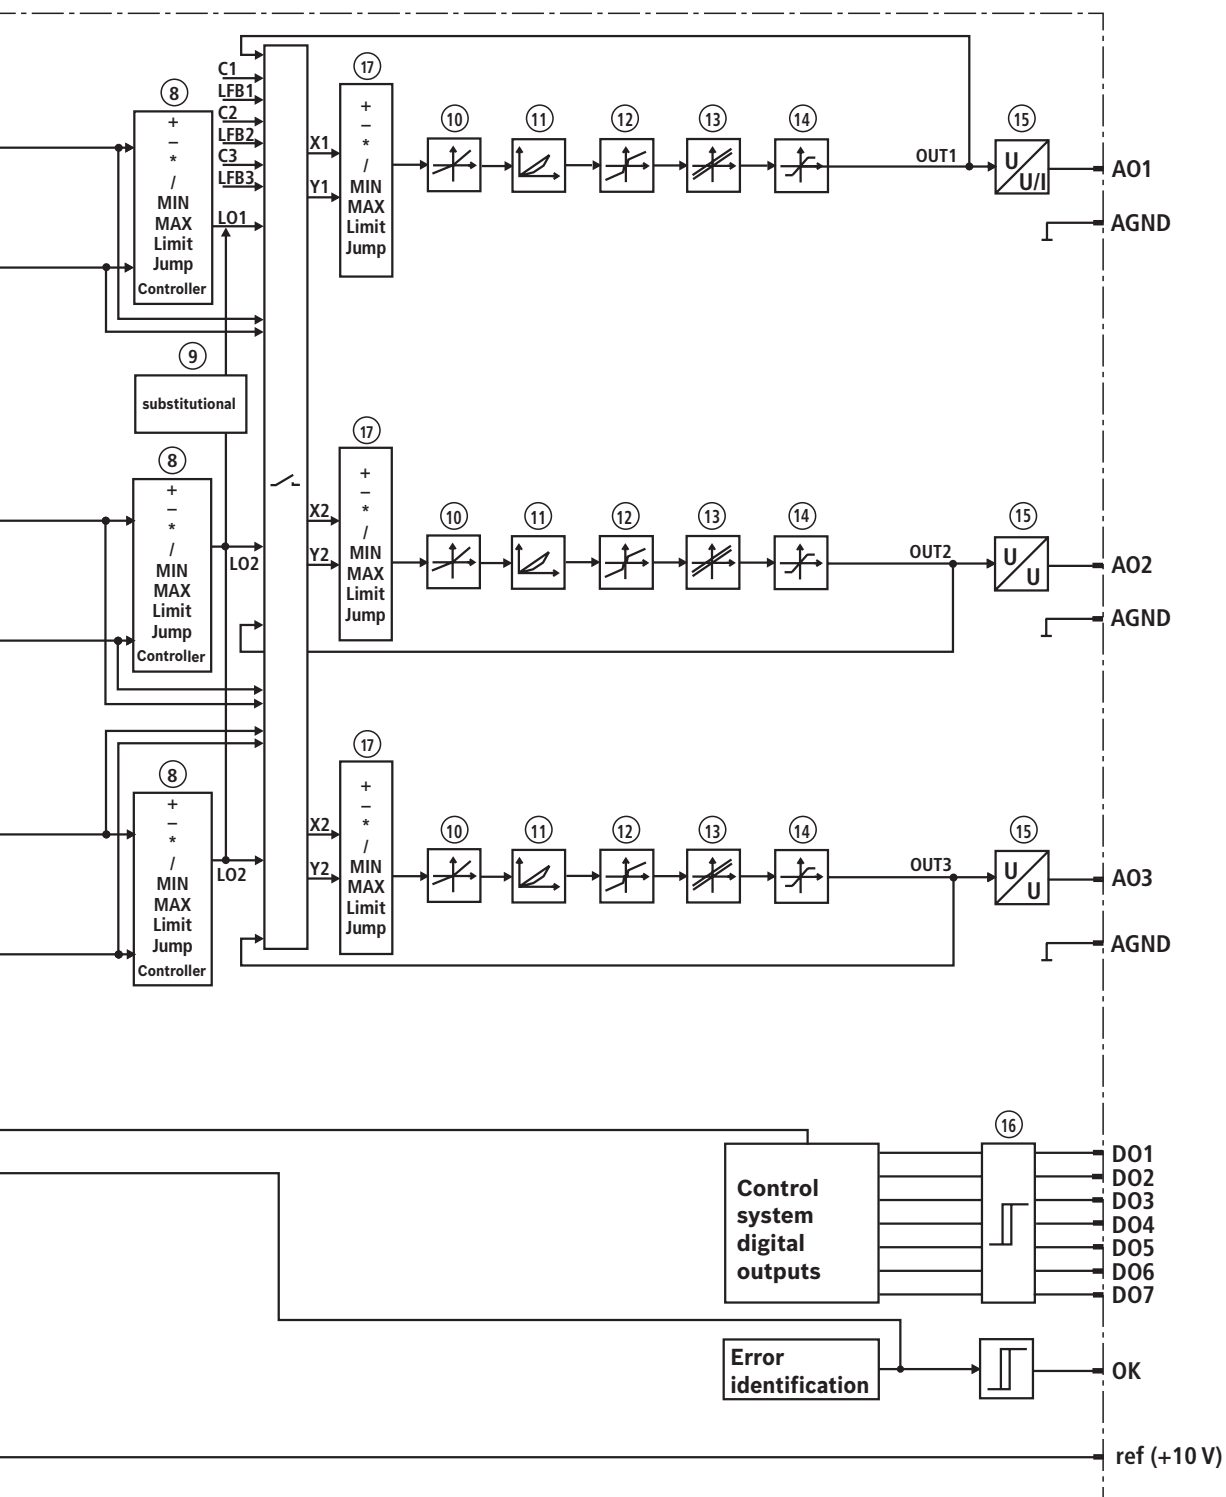 17
8
C1
LFB1
C2
LFB2
C3
LFB3
LO1
+
–
*
/
MIN
MAX
Limit
Jump
Controller
X1
Y1
+
–
*
/
MIN
MAX
Limit
Jump
10
11
12
13
14
15
OUT1
U
U/I
AO1
AGND
9
substitutional
8
+
–
*
/
MIN
MAX
Limit
Jump
Controller
LO2
X2
Y2
17
+
–
*
/
MIN
MAX
Limit
Jump
10
11
12
13
14
15
OUT2
U
U
AO2
AGND
8
+
–
*
/
MIN
MAX
Limit
Jump
Controller
LO2
X2
Y2
17
+
–
*
/
MIN
MAX
Limit
Jump
10
11
12
13
14
15
OUT3
U
U
AO3
AGND
16
Control
system
digital
outputs
DO1
DO2
DO3
DO4
DO5
DO6
DO7
Error
identification
OK
ref (+10 V)